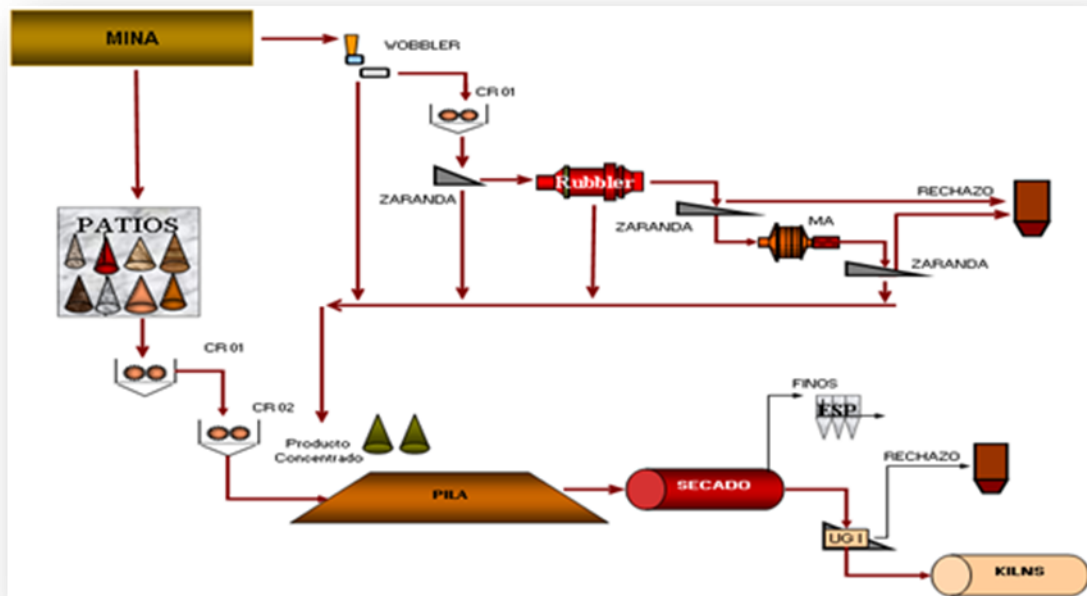 MINA
WOBBLER
CR 01
ZARANDA
Rubbler
RECHAZO
ZARANDA
MA
ZARANDA
PATIOS
CR 01
CR 02
Producto
Concentrado
PILA
SECADO
FINOS
ESP
RECHAZO
UG I
KILNS